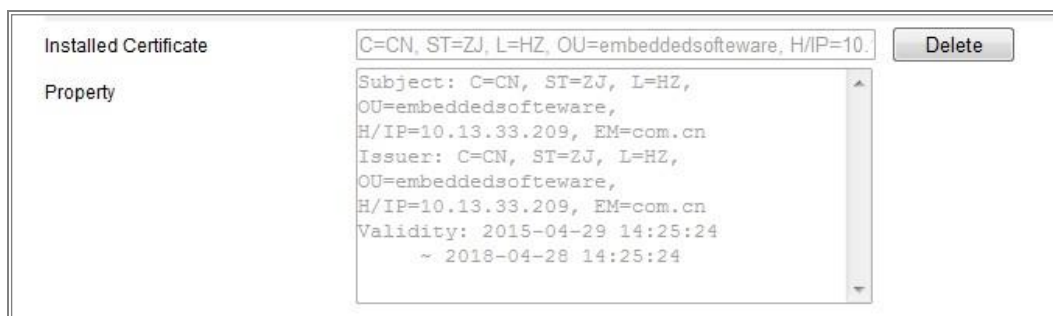 Installed Certificate
C=CN, ST=ZJ, L=HZ, OU=embeddedsofteware, H/IP=10.
Delete
Property
Subject: C=CN, ST=ZJ, L=HZ,
OU=embeddedsofteware,
H/IP=10.13.33.209, EM=com.cn
Issuer: C=CN, ST=ZJ, L=HZ,
OU=embeddedsofteware,
H/IP=10.13.33.209, EM=com.cn
Validity: 2015-04-29 14:25:24
~ 2018-04-28 14:25:24